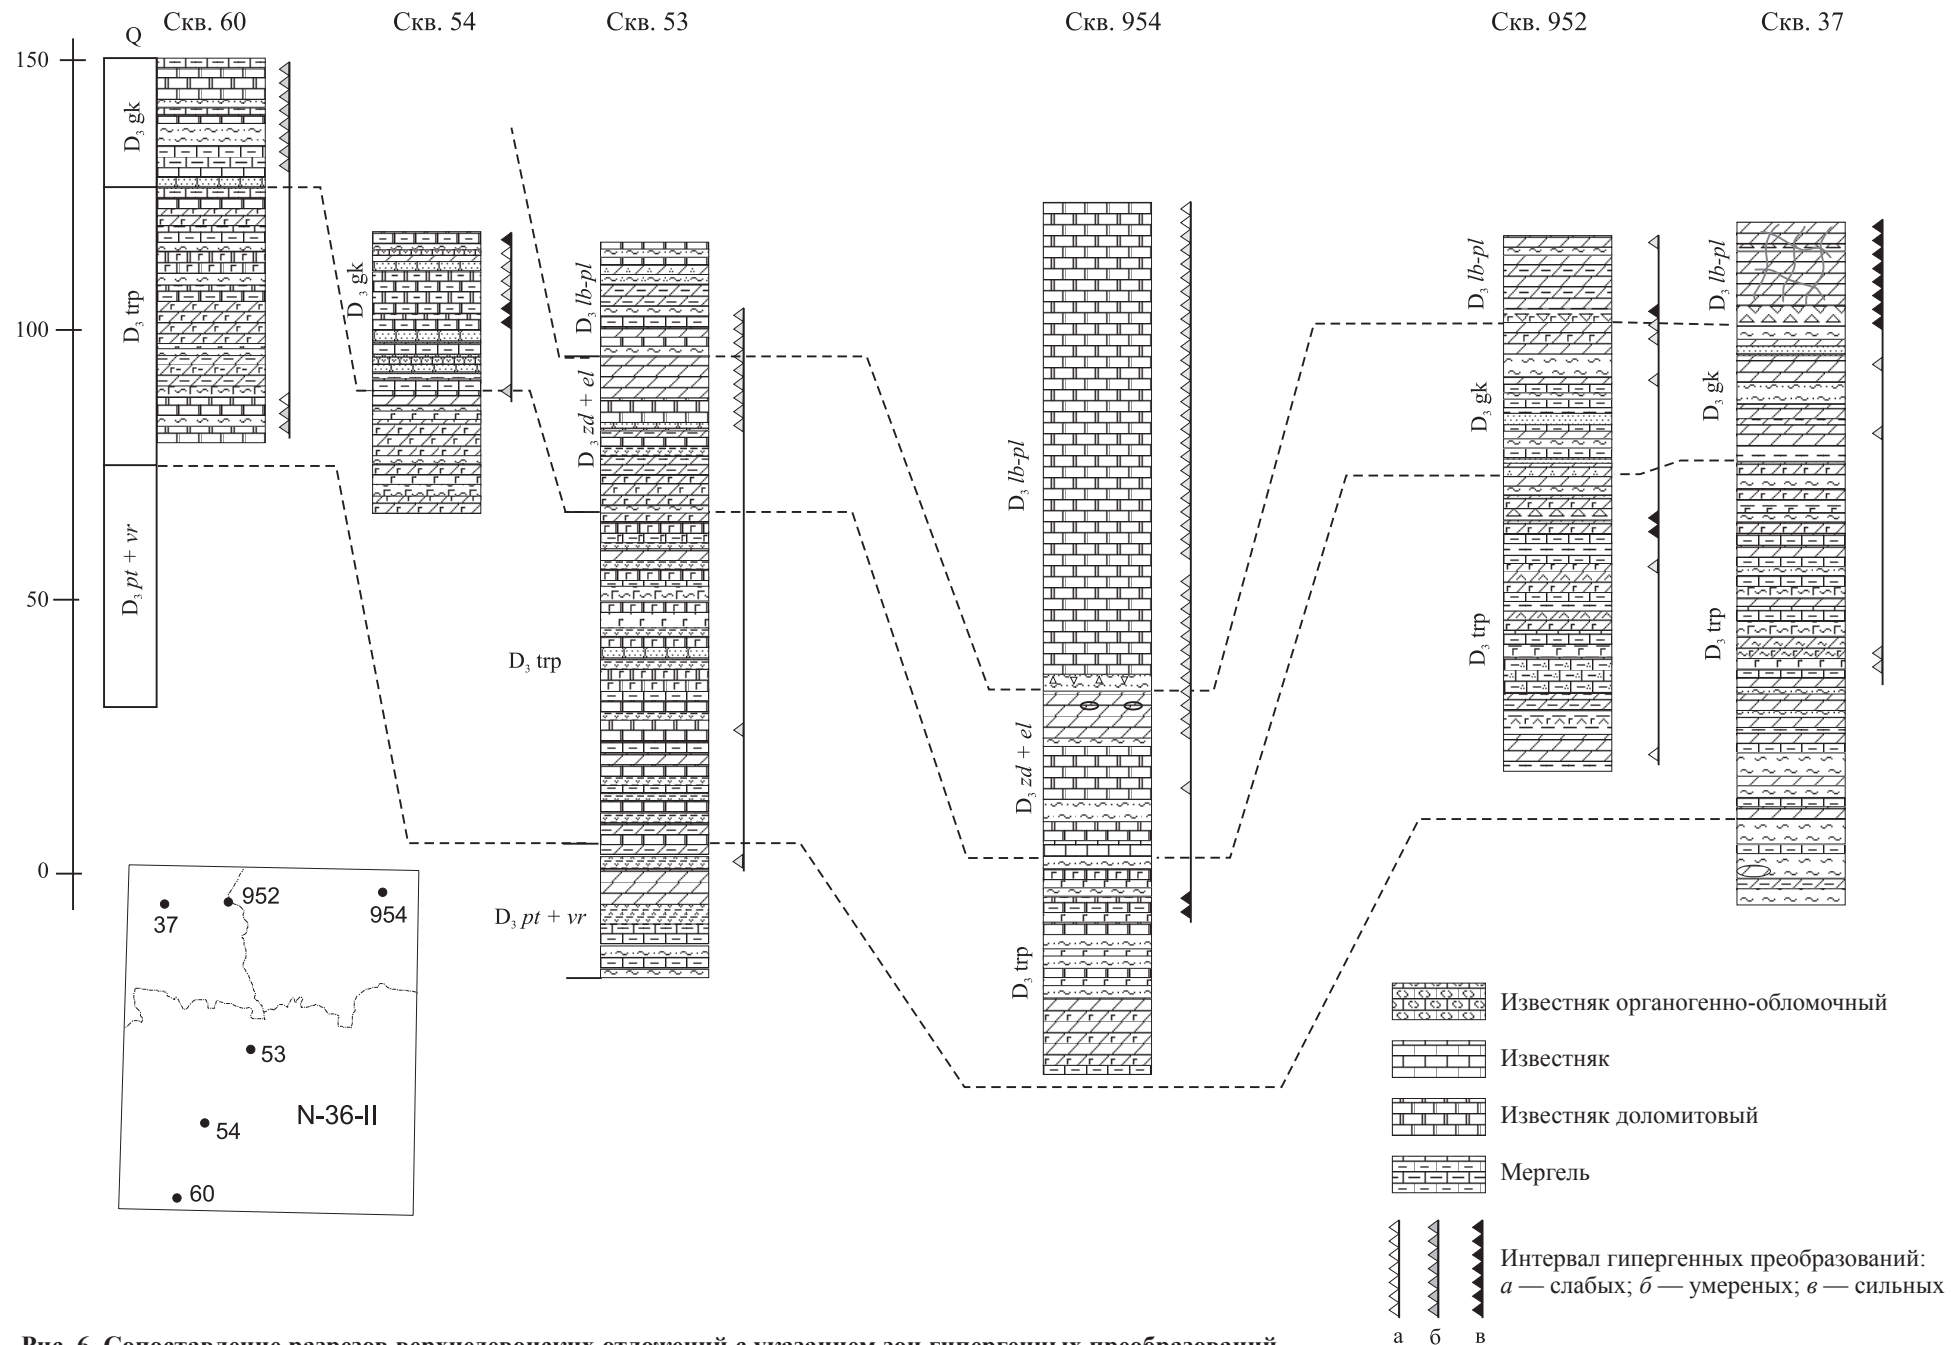 Скв. 60
Скв. 54
Скв. 53
Скв. 954
Скв. 952
Скв. 37
Q
150
100
50
0
D₃ gk
D₃ trp
D₃ pt + vr
D₃ gk
D₃ lb-pl
D₃ zd + el
D₃ trp
D₃ pt + vr
D₃ lb-pl
D₃ zd + el
D₃ trp
D₃ lb-pl
D₃ gk
D₃ trp
D₃ lb-pl
D₃ gk
D₃ trp
37
952
954
53
54
N-36-II
60
Известняк органогенно-обломочный
Известняк
Известняк доломитовый
Мергель
Интервал гипергенных преобразований:
а — слабых; б — умереных; в — сильных
а б в
Рис. 6. Сопоставление разрезов верхнедевонских отложений с указанием зон гипергенных преобразований